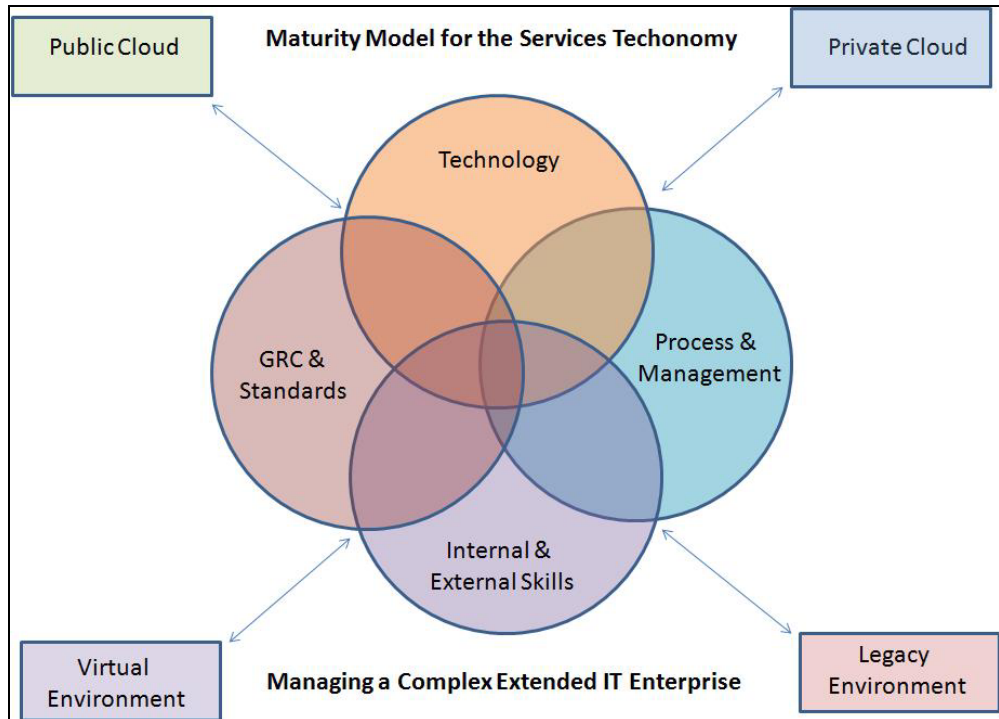 Public Cloud
Maturity Model for the Services Techonomy
Private Cloud
Technology
GRC &
Standards
Process &
Management
Internal &
External Skills
Virtual
Environment
Managing a Complex Extended IT Enterprise
Legacy
Environment